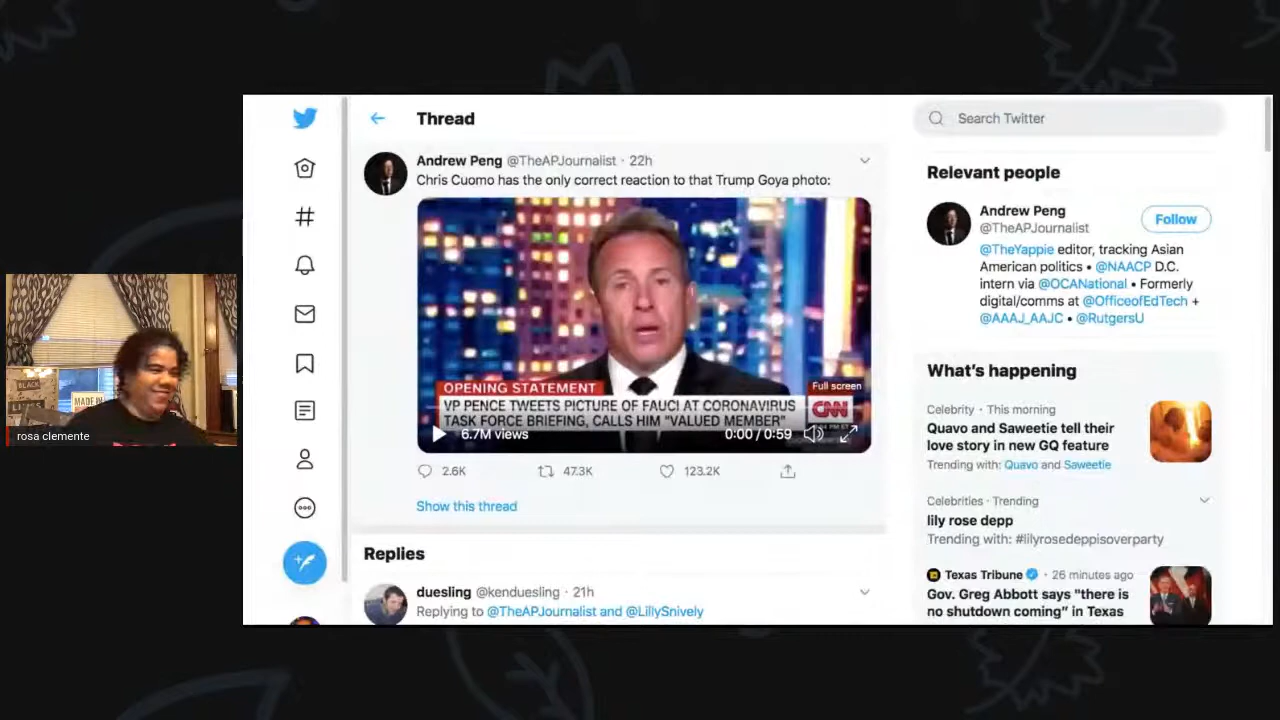 BLACK
LIVES
MADE IN
rosa clemente
Thread
Andrew Peng @TheAPJournalist · 22h
Chris Cuomo has the only correct reaction to that Trump Goya photo:
OPENING STATEMENT
VP PENCE TWEETS PICTURE OF FAUCI AT CORONAVIRUS
TASK FORCE BRIEFING, CALLS HIM "VALUED MEMBER"
Full screen
CNN
6.7M views
0:00 / 0:59
2.6K
47.3K
123.2K
Show this thread
Replies
duesling @kenduesling · 21h
Replying to @TheAPJournalist and @LillySnively
Search Twitter
Relevant people
Andrew Peng
@TheAPJournalist
Follow
@TheYappie editor, tracking Asian
American politics • @NAACP D.C.
intern via @OCANational • Formerly
digital/comms at @OfficeofEdTech +
@AAAJ_AAJC • @RutgersU
What's happening
Celebrity · This morning
Quavo and Saweetie tell their
love story in new GQ feature
Trending with: Quavo and Saweetie
Celebrities · Trending
lily rose depp
Trending with: #lilyrosedeppisoverparty
Texas Tribune · 26 minutes ago
Gov. Greg Abbott says "there is
no shutdown coming" in Texas